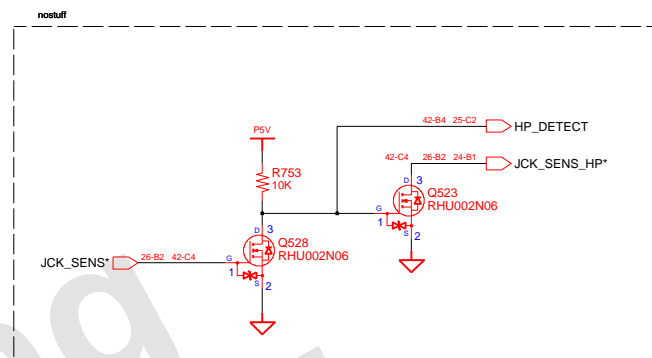 nostuff
P5V
R753
10K
42-B4 25-C2
HP_DETECT
42-C4 26-B2 24-B1
JCK_SENS_HP*
D 3
Q523
RHU002N06
G
1
S
2
D 3
Q528
RHU002N06
JCK_SENS*
26-B2 42-C4
G
1
S
2